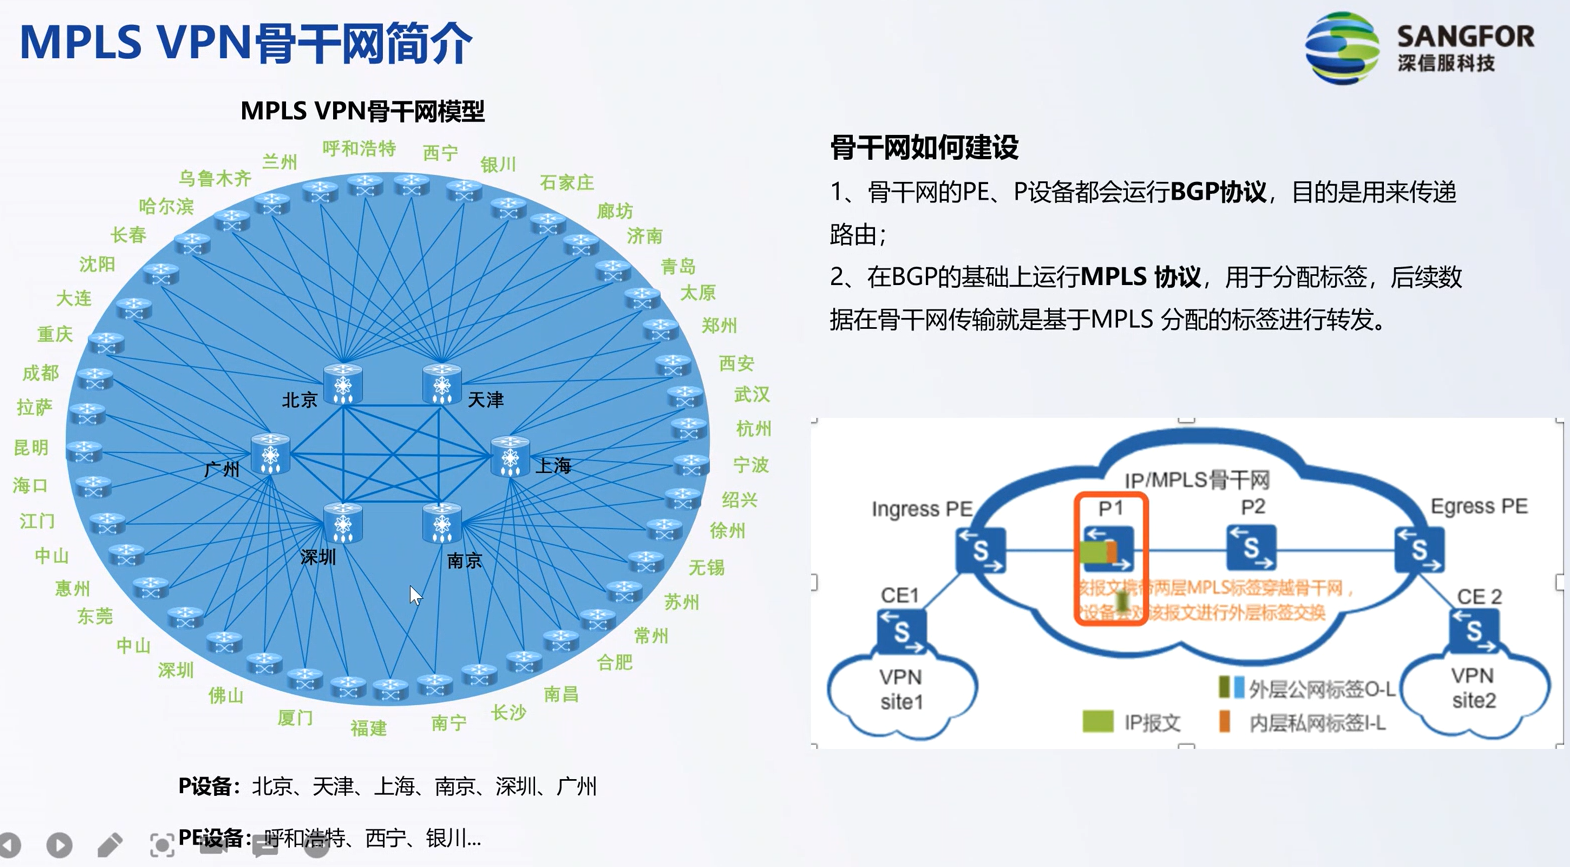 MPLS VPN骨干网简介
SANGFOR
深信服科技
MPLS VPN骨干网模型
呼和浩特
西宁
银川
石家庄
廊坊
济南
青岛
太原
郑州
西安
武汉
杭州
宁波
绍兴
徐州
无锡
苏州
常州
合肥
南昌
长沙
南宁
福建
厦门
佛山
深圳
中山
东莞
惠州
中山
江门
海口
昆明
拉萨
成都
重庆
大连
沈阳
长春
哈尔滨
乌鲁木齐
兰州
北京
天津
广州
上海
深圳
南京
P设备：北京、天津、上海、南京、深圳、广州
PE设备：呼和浩特、西宁、银川...
骨干网如何建设
1、骨干网的PE、P设备都会运行BGP协议，目的是用来传递
路由；
2、在BGP的基础上运行MPLS 协议，用于分配标签，后续数
据在骨干网传输就是基于MPLS 分配的标签进行转发。
IP/MPLS骨干网
Ingress PE
P1
P2
Egress PE
S
S
S
该报文携带两层MPLS标签穿越骨干网，
P设备会对该报文进行外层标签交换
CE1
CE 2
S
S
VPN
site1
VPN
site2
外层公网标签O-L
IP报文
内层私网标签I-L